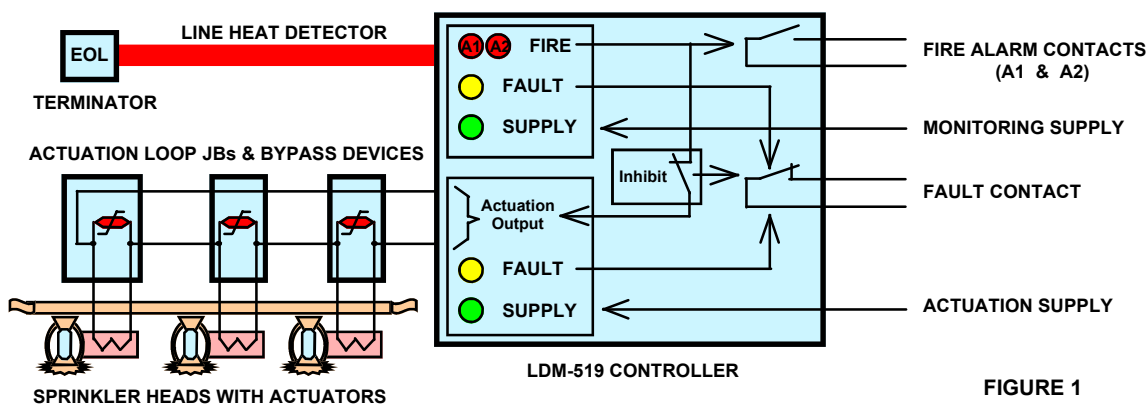 LINE HEAT DETECTOR
EOL
TERMINATOR
A1 A2 FIRE
FAULT
SUPPLY
FIRE ALARM CONTACTS
(A1 & A2)
MONITORING SUPPLY
ACTUATION LOOP JBs & BYPASS DEVICES
Inhibit
FAULT CONTACT
Actuation
Output
FAULT
SUPPLY
ACTUATION SUPPLY
LDM-519 CONTROLLER
SPRINKLER HEADS WITH ACTUATORS
FIGURE 1